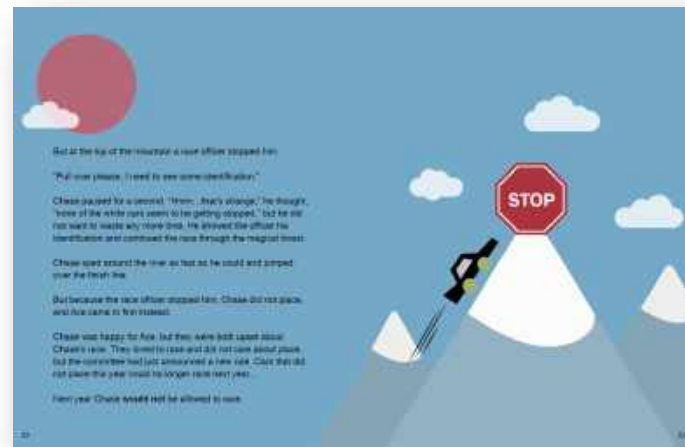 But at the top of the mountain a race officer stopped him.
"Pull over please, I need to see some identification."
Chase paused for a second. "Hmm...that's strange," he thought,
"none of the white cars seem to be getting stopped," but he did
not want to waste any more time. He showed the officer his
identification and continued the race through the magical forest.
Chase sped around the river as fast as he could and jumped
over the finish line.
But because the race officer stopped him, Chase did not place,
and Ace came in first instead.
Chase was happy for Ace, but they were both upset about
Chase's race. They loved to race and did not care about place,
but the committee had just announced a new rule. Cars that did
not place this year could no longer race next year...
Next year Chase would not be allowed to race.
STOP